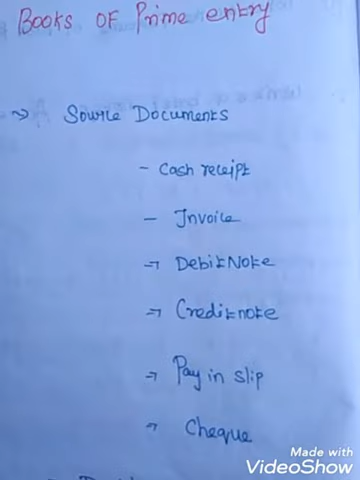 Books OF Prime entry
~> Source Documents
- Cash receipt
- Invoice
→ Debit Note
→ Credit note
→ Pay in slip
→ Cheque
Made with
VideoShow